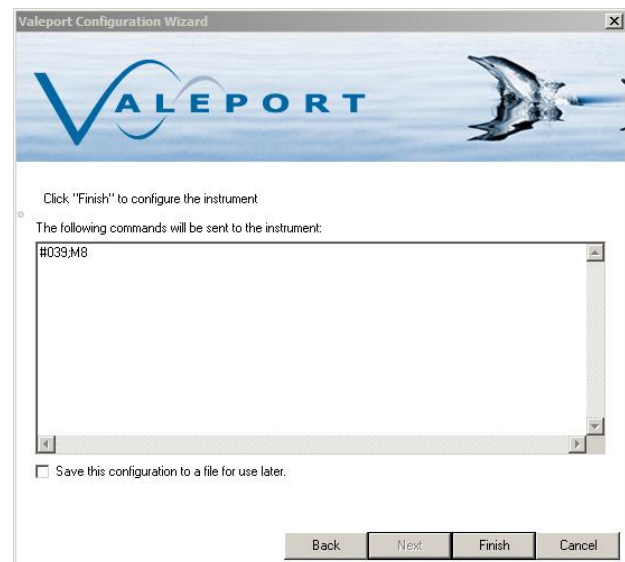 Valeport Configuration Wizard
VALEPORT
Click "Finish" to configure the instrument
The following commands will be sent to the instrument:
#039;M8
Save this configuration to a file for use later.
Back Next Finish Cancel